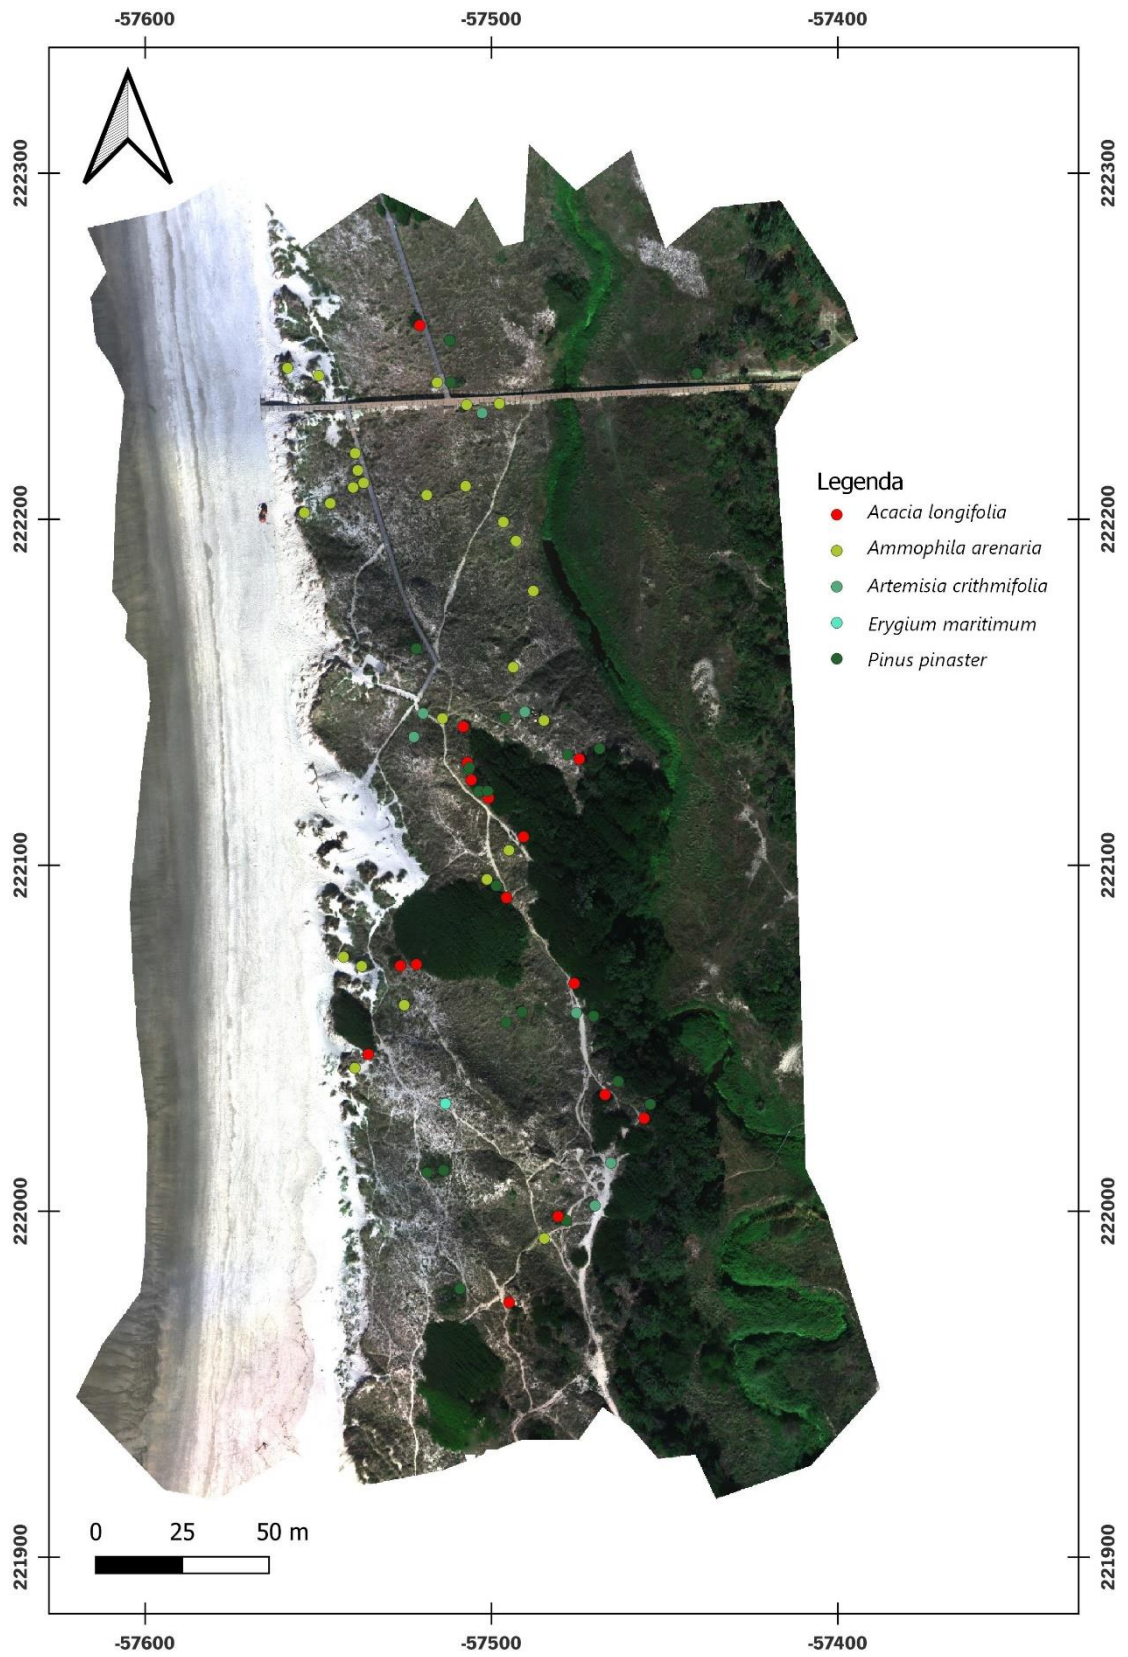 -57600 -57500 -57400
222300 222300
Legenda
Acacia longifolia
222200 222200
Ammophila arenaria
Artemisia crithmifolia
Erygium maritimum
Pinus pinaster
222100 222100
222000 222000
0 25 50 m
221900 221900
-57600 -57500 -57400